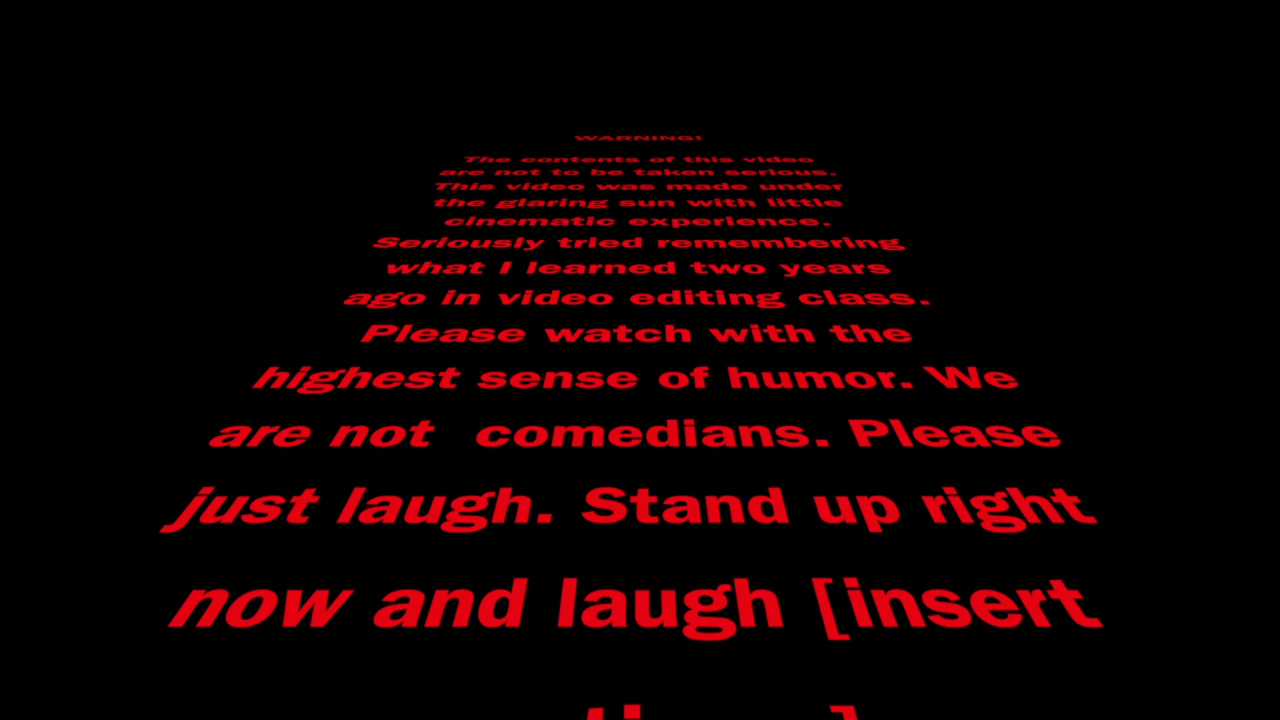 WARNING!
The contents of this video
are not to be taken serious.
This video was made under
the glaring sun with little
cinematic experience.
Seriously tried remembering
what I learned two years
ago in video editing class.
Please watch with the
highest sense of humor. We
are not  comedians. Please
just laugh. Stand up right
now and laugh [insert